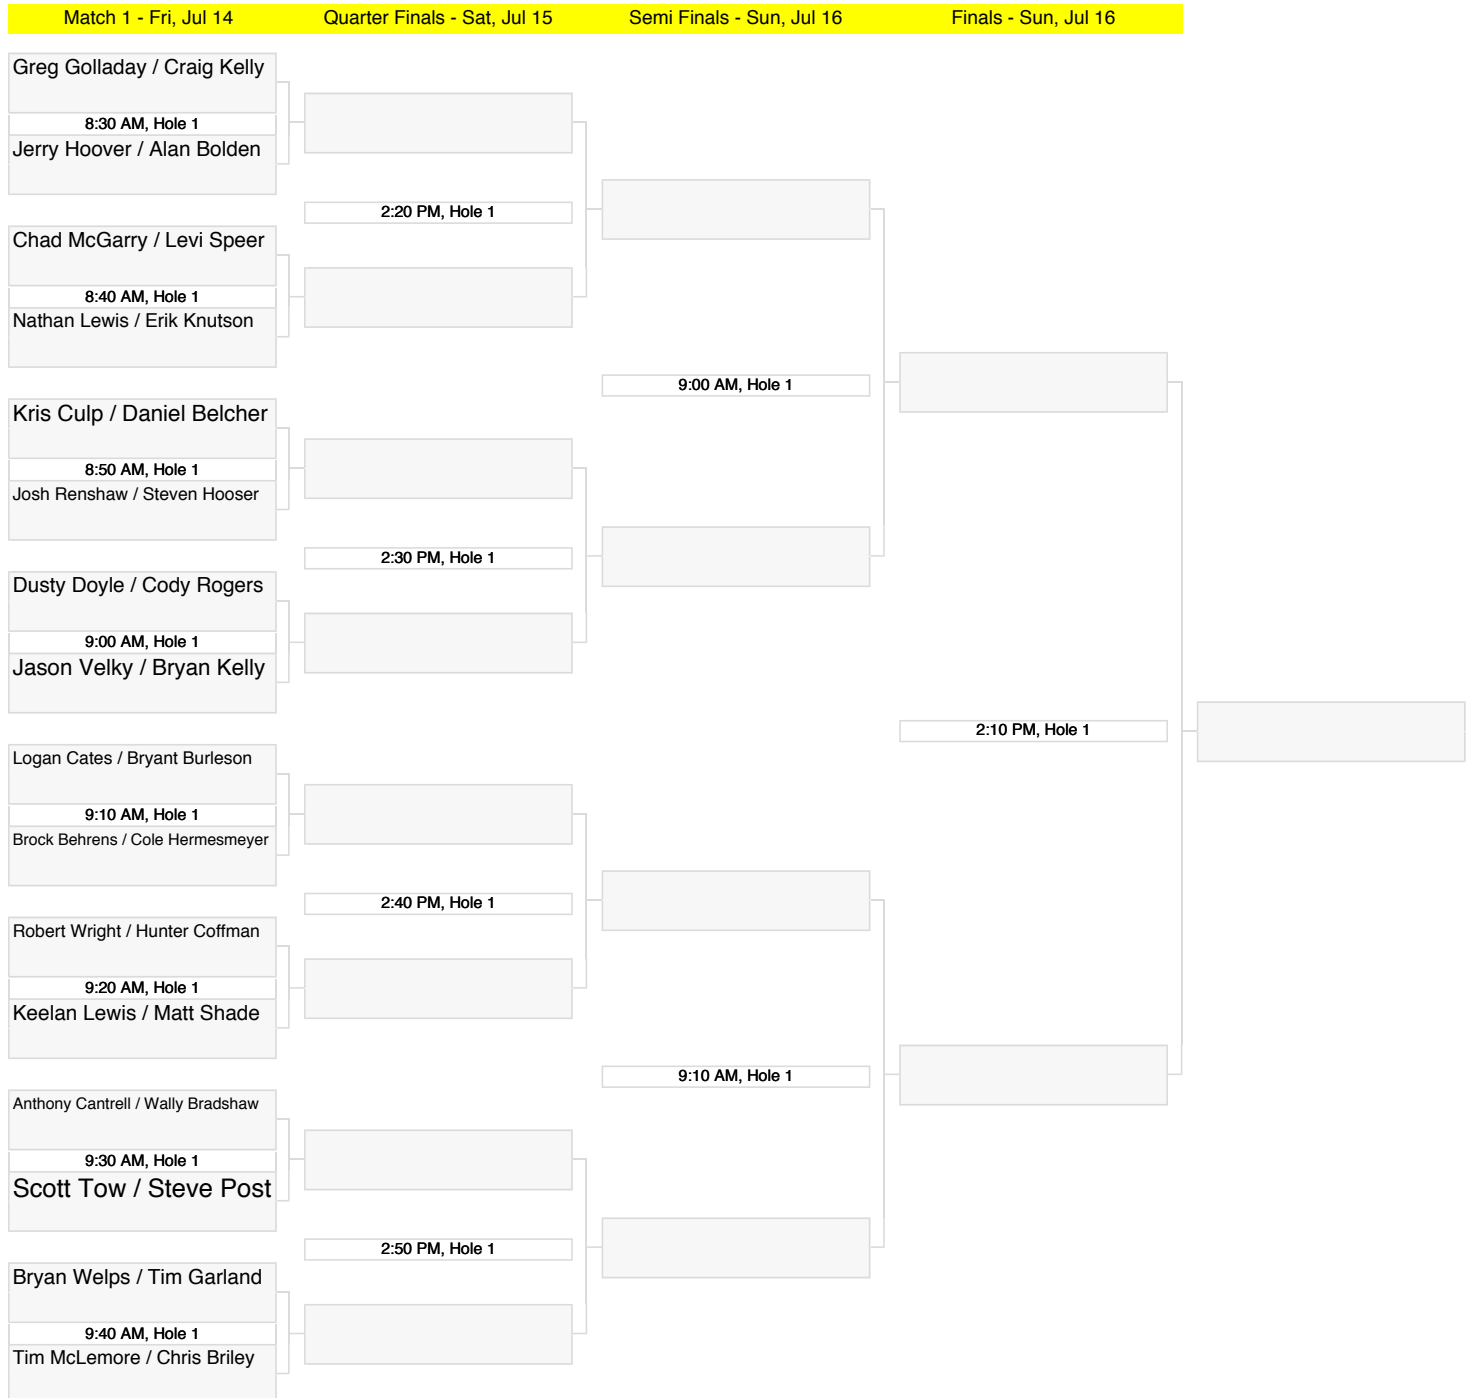 Match 1 - Fri, Jul 14
Quarter Finals - Sat, Jul 15
Semi Finals - Sun, Jul 16
Finals - Sun, Jul 16
Greg Golladay / Craig Kelly
8:30 AM, Hole 1
Jerry Hoover / Alan Bolden
Chad McGarry / Levi Speer
8:40 AM, Hole 1
Nathan Lewis / Erik Knutson
Kris Culp / Daniel Belcher
8:50 AM, Hole 1
Josh Renshaw / Steven Hooser
Dusty Doyle / Cody Rogers
9:00 AM, Hole 1
Jason Velky / Bryan Kelly
Logan Cates / Bryant Burleson
9:10 AM, Hole 1
Brock Behrens / Cole Hermesmeyer
Robert Wright / Hunter Coffman
9:20 AM, Hole 1
Keelan Lewis / Matt Shade
Anthony Cantrell / Wally Bradshaw
9:30 AM, Hole 1
Scott Tow / Steve Post
Bryan Welps / Tim Garland
9:40 AM, Hole 1
Tim McLemore / Chris Briley
2:20 PM, Hole 1
2:30 PM, Hole 1
2:40 PM, Hole 1
2:50 PM, Hole 1
9:00 AM, Hole 1
9:10 AM, Hole 1
2:10 PM, Hole 1